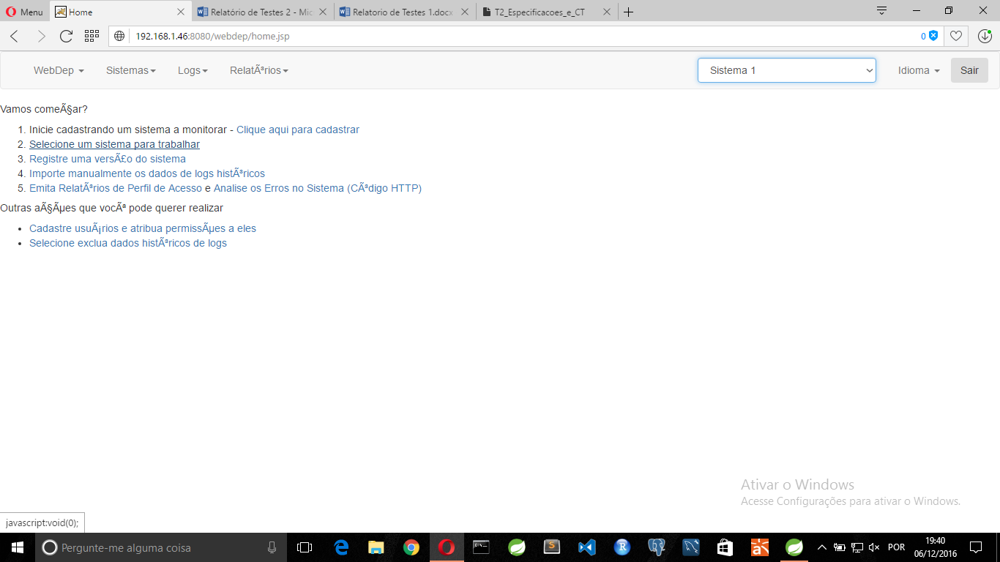 Menu
Home
Relatório de Testes 2 - Mic
Relatorio de Testes 1.docx
T2_Especificacoes_e_CT
192.168.1.46:8080/webdep/home.jsp
0
WebDep
Sistemas
Logs
RelatÃ³rios
Sistema 1
Idioma
Sair
Vamos comeÃ§ar?
1. Inicie cadastrando um sistema a monitorar - Clique aqui para cadastrar
2. Selecione um sistema para trabalhar
3. Registre uma versÃ£o do sistema
4. Importe manualmente os dados de logs histÃ³ricos
5. Emita RelatÃ³rios de Perfil de Acesso e Analise os Erros no Sistema (CÃ³digo HTTP)
Outras aÃ§Ãµes que vocÃª pode querer realizar
• Cadastre usuÃ¡rios e atribua permissÃµes a eles
• Selecione exclua dados histÃ³ricos de logs
Ativar o Windows
Acesse Configurações para ativar o Windows.
javascript:void(0);
Pergunte-me alguma coisa
POR
19:40
06/12/2016